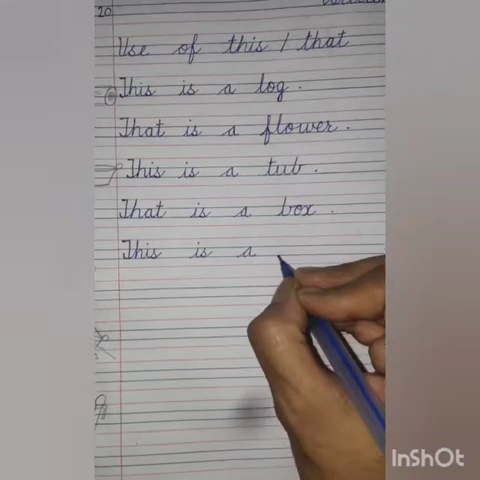 20
Use of this / that
This is a log.
That is a flower.
This is a tub.
That is a box.
This is a
InShOt